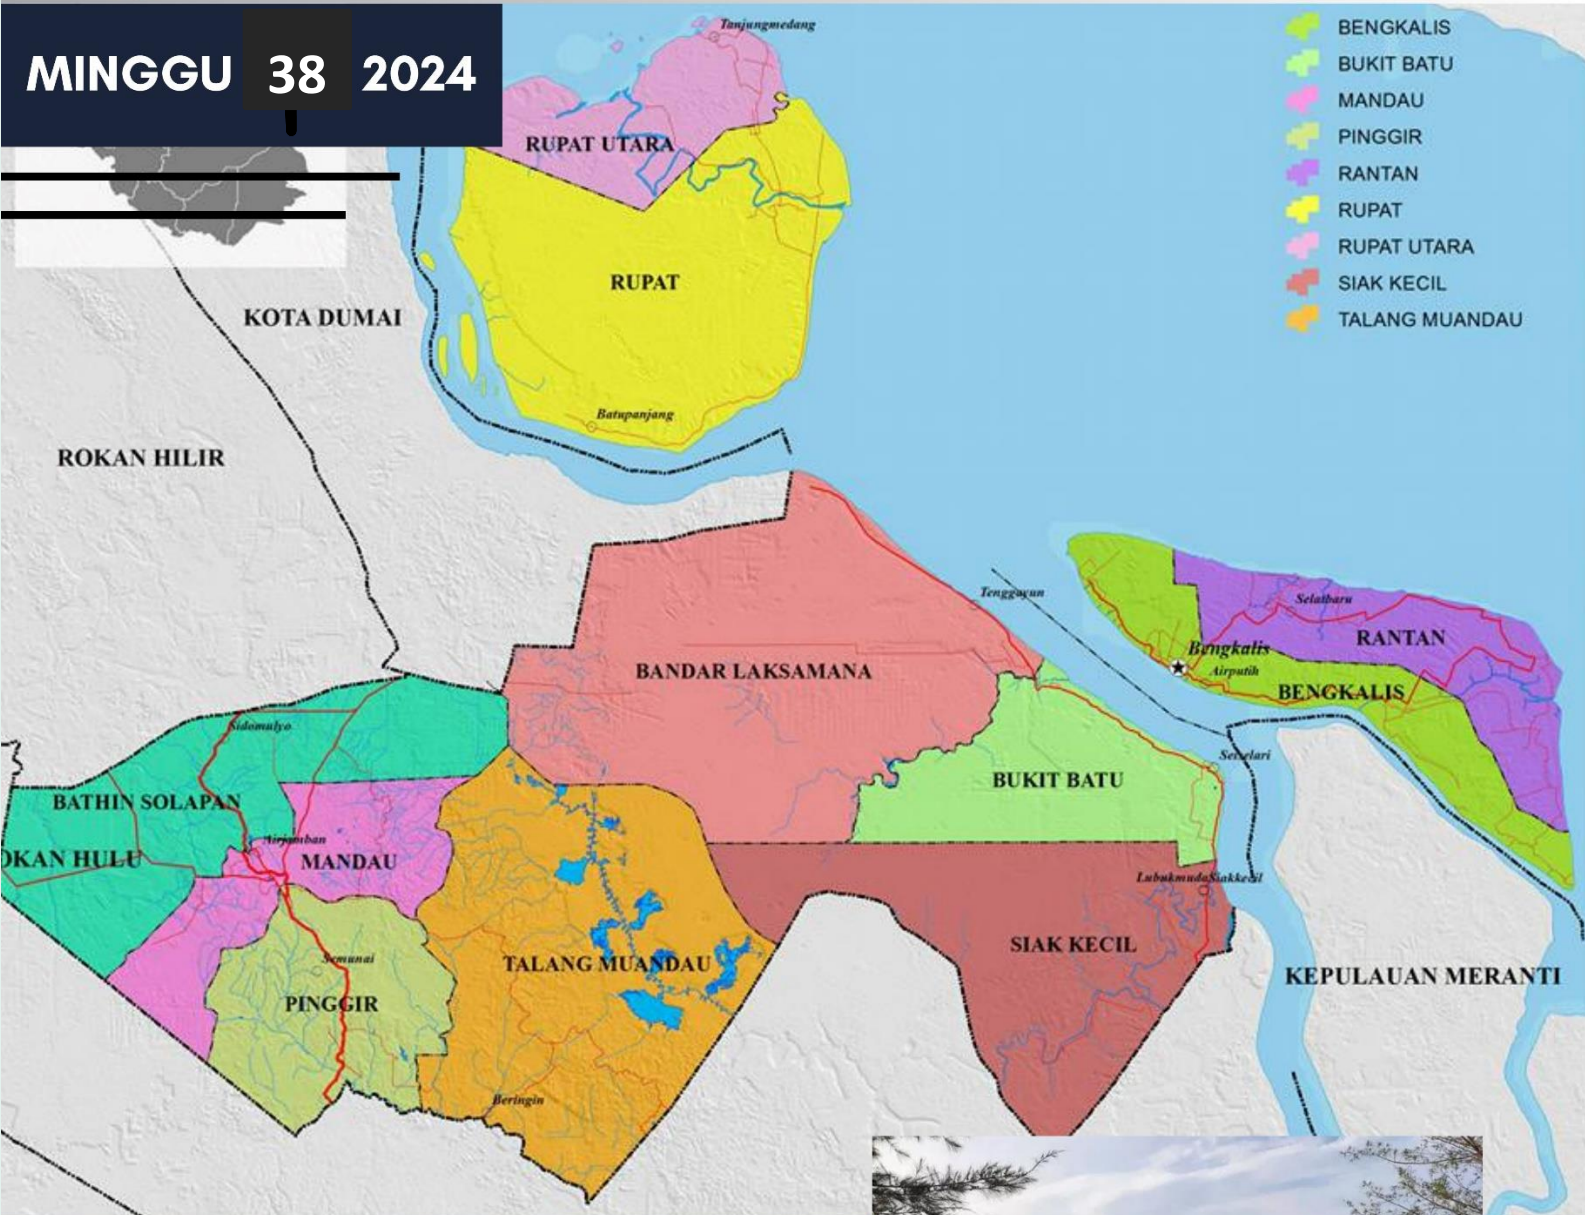 MINGGU 38 2024
BENGKALIS
BUKIT BATU
MANDAU
PINGGIR
RANTAN
RUPAT
RUPAT UTARA
SIAK KECIL
TALANG MUANDAU
Tanjungmedang
RUPAT UTARA
RUPAT
KOTA DUMAI
Batupanjang
ROKAN HILIR
Tenggayun
Selatbaru
RANTAN
Bengkalis
Airputih
BENGKALIS
BANDAR LAKSAMANA
Sidomulyo
Seiselari
BUKIT BATU
BATHIN SOLAPAN
Airjamban
OKAN HULU
MANDAU
LubukmudaSiakkecil
SIAK KECIL
Semunai
TALANG MUANDAU
KEPULAUAN MERANTI
PINGGIR
Beringin